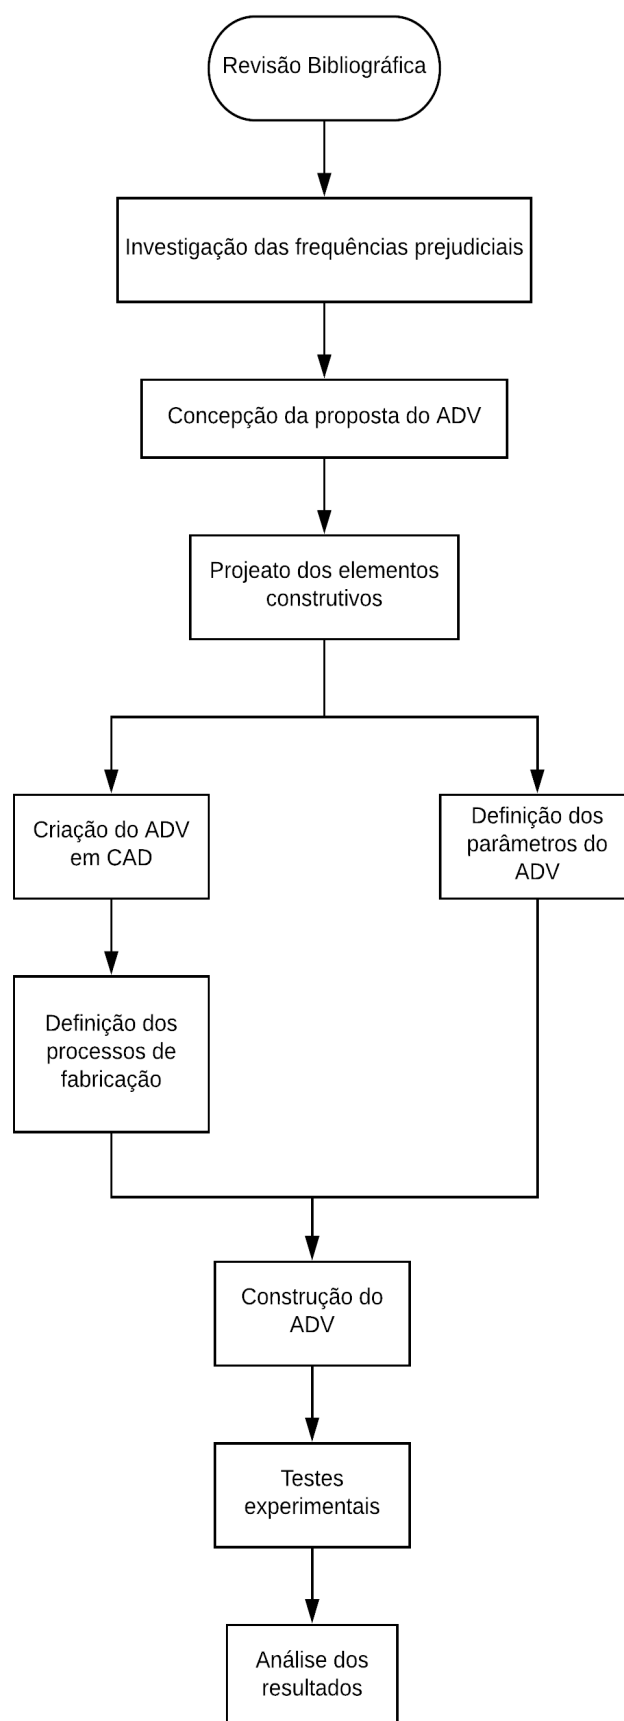 Revisão Bibliográfica
Investigação das frequências prejudiciais
Concepção da proposta do ADV
Projeato dos elementos
construtivos
Criação do ADV
em CAD
Definição dos
parâmetros do
ADV
Definição dos
processos de
fabricação
Construção do
ADV
Testes
experimentais
Análise dos
resultados